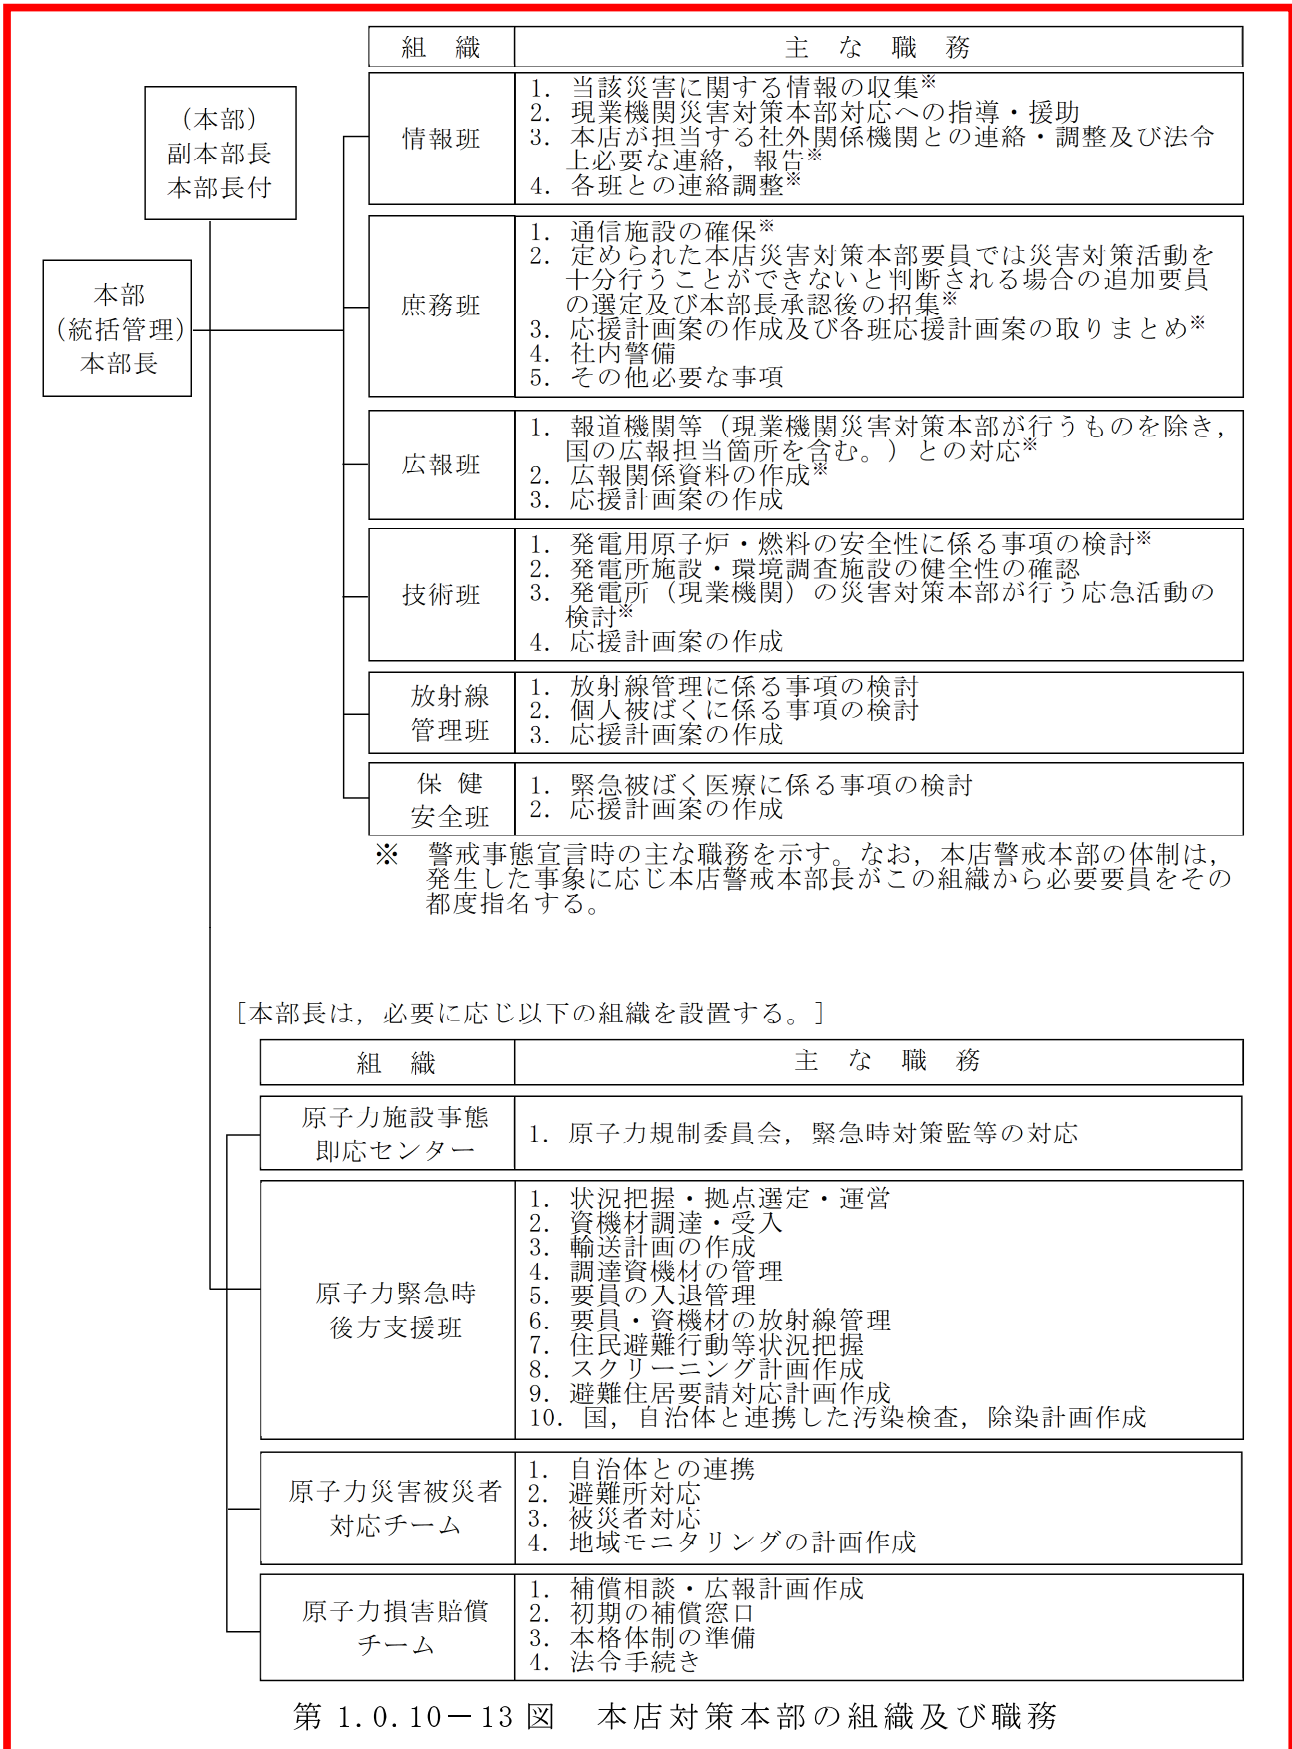 組　織　主　な　職　務
（本部）
副本部長
本部長付
本部
（統括管理）
本部長
情報班
1. 当該災害に関する情報の収集※
2. 現業機関災害対策本部対応への指導・援助
3. 本店が担当する社外関係機関との連絡・調整及び法令
上必要な連絡，報告※
4. 各班との連絡調整※
庶務班
1. 通信施設の確保※
2. 定められた本店災害対策本部要員では災害対策活動を
十分行うことができないと判断される場合の追加要員
の選定及び本部長承認後の招集※
3. 応援計画案の作成及び各班応援計画案の取りまとめ※
4. 社内警備
5. その他必要な事項
広報班
1. 報道機関等（現業機関災害対策本部が行うものを除き，
国の広報担当箇所を含む。）との対応※
2. 広報関係資料の作成※
3. 応援計画案の作成
技術班
1. 発電用原子炉・燃料の安全性に係る事項の検討※
2. 発電所施設・環境調査施設の健全性の確認
3. 発電所（現業機関）の災害対策本部が行う応急活動の
検討※
4. 応援計画案の作成
放射線
管理班
1. 放射線管理に係る事項の検討
2. 個人被ばくに係る事項の検討
3. 応援計画案の作成
保　健
安全班
1. 緊急被ばく医療に係る事項の検討
2. 応援計画案の作成
※　警戒事態宣言時の主な職務を示す。なお，本店警戒本部の体制は，
発生した事象に応じ本店警戒本部長がこの組織から必要要員をその
都度指名する。
［本部長は，必要に応じ以下の組織を設置する。］
組　織　主　な　職　務
原子力施設事態
即応センター
1. 原子力規制委員会，緊急時対策監等の対応
原子力緊急時
後方支援班
1. 状況把握・拠点選定・運営
2. 資機材調達・受入
3. 輸送計画の作成
4. 調達資機材の管理
5. 要員の入退管理
6. 要員・資機材の放射線管理
7. 住民避難行動等状況把握
8. スクリーニング計画作成
9. 避難住居要請対応計画作成
10. 国，自治体と連携した汚染検査，除染計画作成
原子力災害被災者
対応チーム
1. 自治体との連携
2. 避難所対応
3. 被災者対応
4. 地域モニタリングの計画作成
原子力損害賠償
チーム
1. 補償相談・広報計画作成
2. 初期の補償窓口
3. 本格体制の準備
4. 法令手続き
第 1.0.10－13 図　本店対策本部の組織及び職務